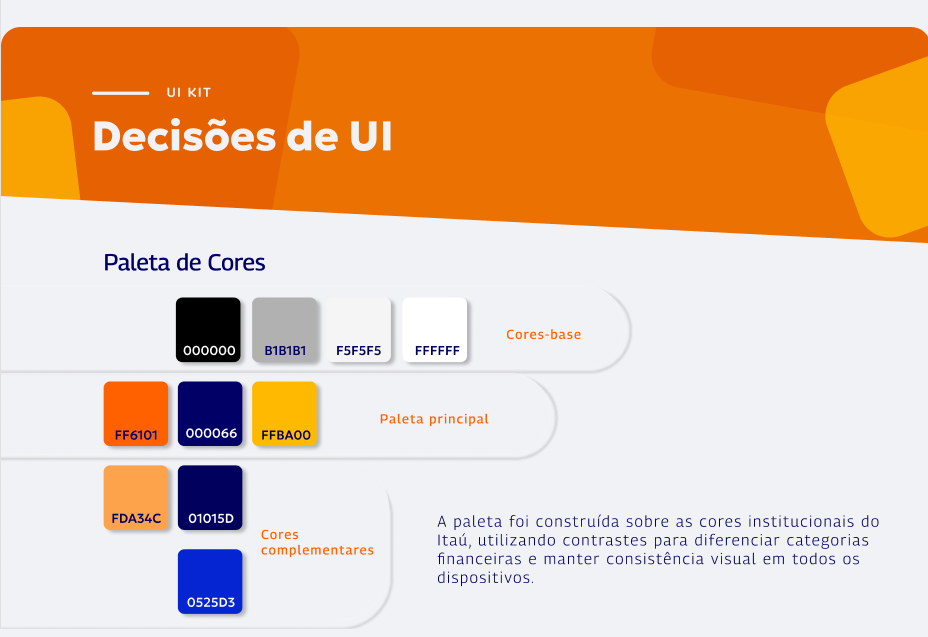 UI KIT
Decisões de UI
Paleta de Cores
000000
B1B1B1
F5F5F5
FFFFFF
Cores-base
FF6101
000066
FFBA00
Paleta principal
FDA34C
01015D
Cores
complementares
0525D3
A paleta foi construída sobre as cores institucionais do
Itaú, utilizando contrastes para diferenciar categorias
financeiras e manter consistência visual em todos os
dispositivos.